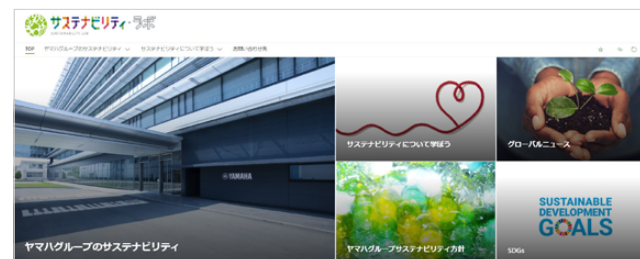 サステナビリティ・ラボ
SUSTAINABILITY LAB
TOP ヤマハグループのサステナビリティ サステナビリティについて学ぼう お問い合わせ先
YAMAHA
ヤマハグループのサステナビリティ
サステナビリティについて学ぼう
グローバルニュース
ヤマハグループサステナビリティ方針
SUSTAINABLE
DEVELOPMENT
GOALS
SDGs